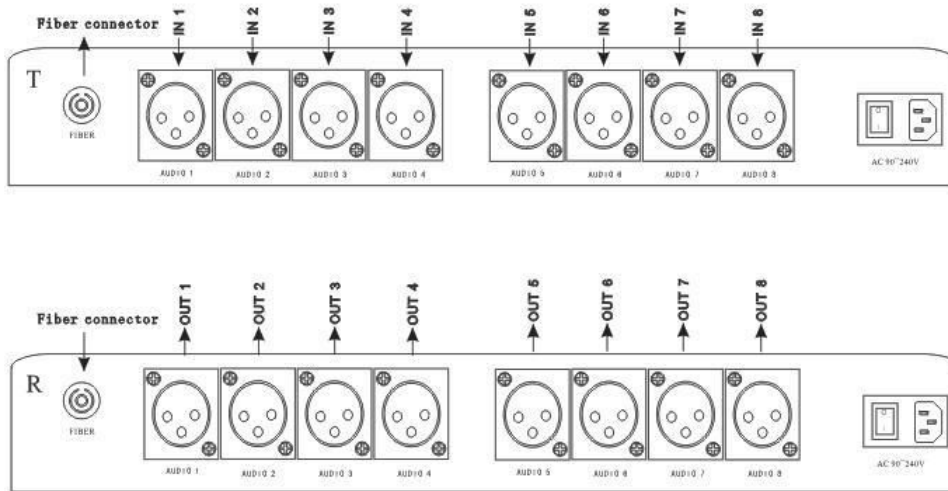 Fiber connector
IN 1
IN 2
IN 3
IN 4
IN 5
IN 6
IN 7
IN 8
T
FIBER
AUDIO 1
AUDIO 2
AUDIO 3
AUDIO 4
AUDIO 5
AUDIO 6
AUDIO 7
AUDIO 8
AC 90~240V
Fiber connector
OUT 1
OUT 2
OUT 3
OUT 4
OUT 5
OUT 6
OUT 7
OUT 8
R
FIBER
AUDIO 1
AUDIO 2
AUDIO 3
AUDIO 4
AUDIO 5
AUDIO 6
AUDIO 7
AUDIO 8
AC 90~240V